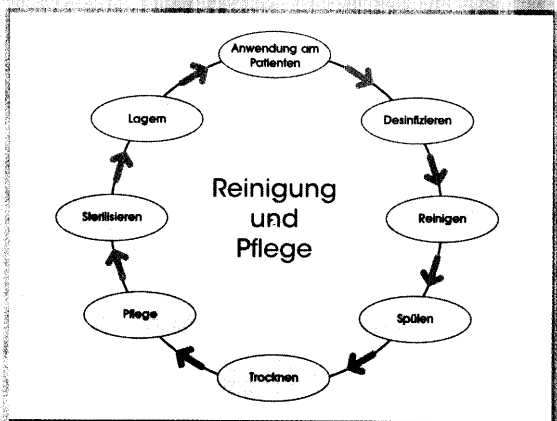 Anwendung am
Patienten
Desinfizieren
Reinigen
Spülen
Trocknen
Pflege
Sterilisieren
Lagern
Reinigung
und
Pflege